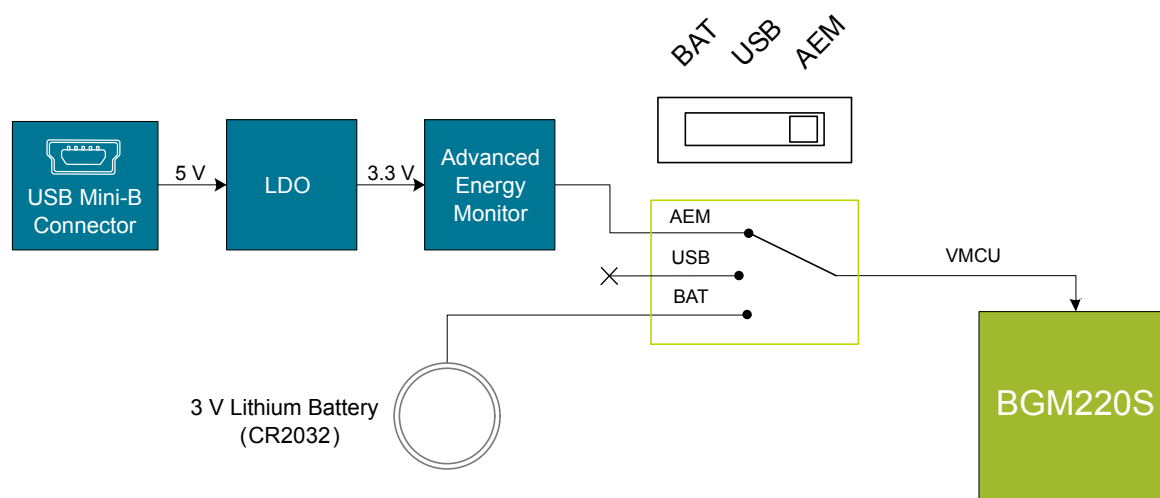 BAT
USB
AEM
USB Mini-B
Connector
5 V
LDO
3.3 V
Advanced
Energy
Monitor
AEM
USB
BAT
VMCU
3 V Lithium Battery
(CR2032)
BGM220S